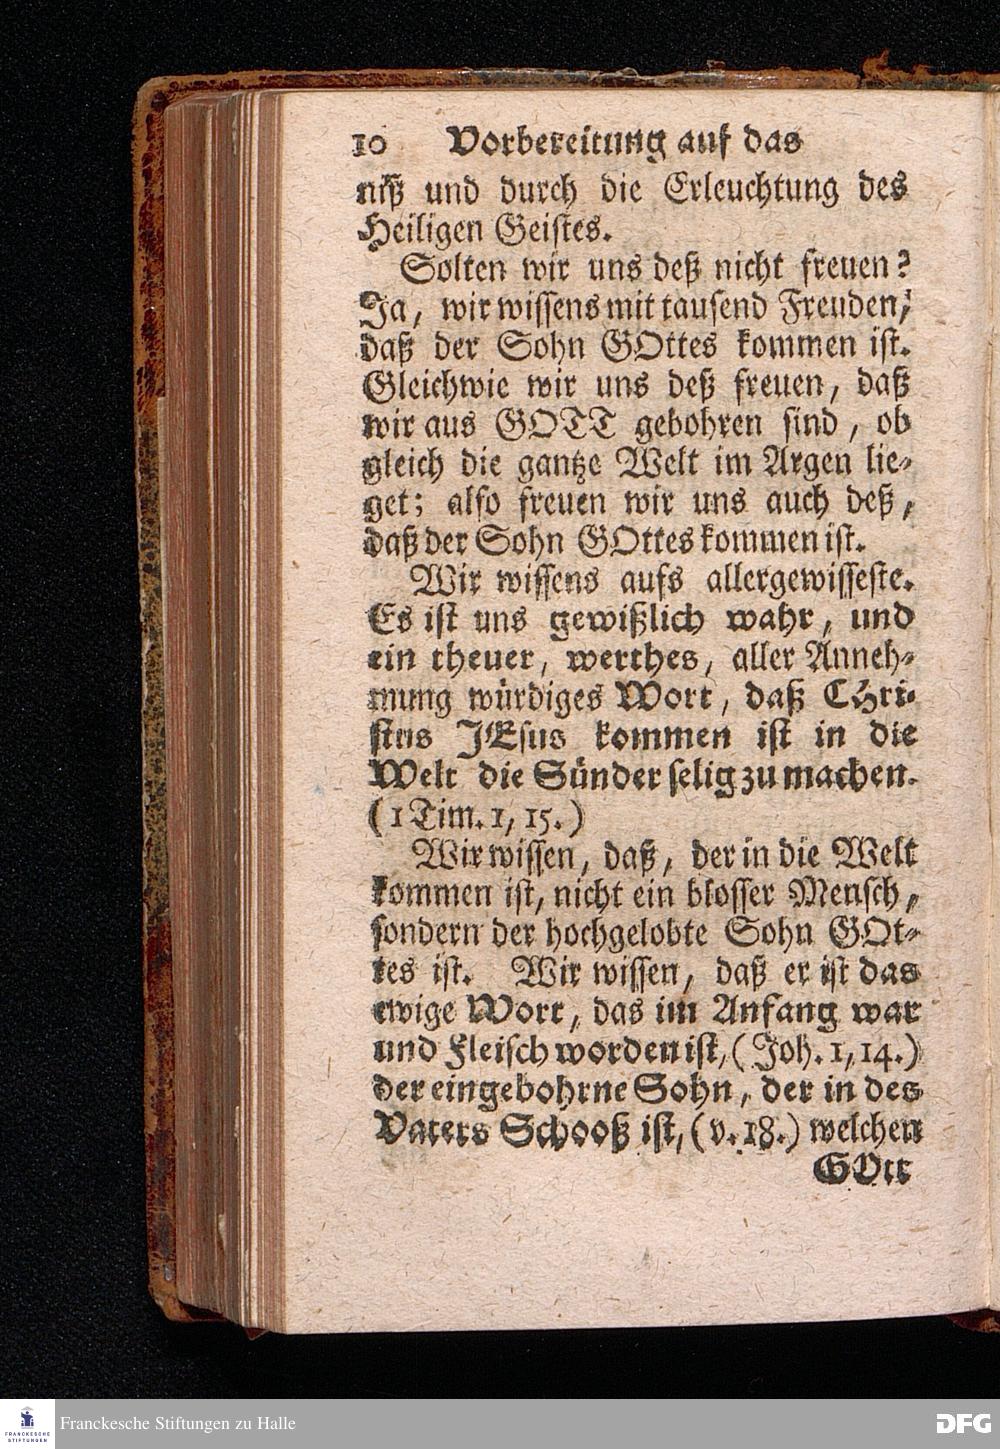 10 Vorbereitung auf das
niß und durch die Erleuchtung des
Heiligen Geistes.
Solten wir uns deß nicht freuen?
Ja, wir wissens mit tausend Freuden,
daß der Sohn GOttes kommen ist.
Gleichwie wir uns deß freuen, daß
wir aus GOTT gebohren sind, ob
gleich die gantze Welt im Argen lie-
get; also freuen wir uns auch deß,
daß der Sohn GOttes kommen ist.
Wir wissens aufs allergewisseste.
Es ist uns gewißlich wahr, und
ein theuer, werthes, aller Anneh-
mung würdiges Wort, daß CHri-
stus JEsus kommen ist in die
Welt die Sünder selig zu machen.
(1 Tim. 1, 15.)
Wir wissen, daß, der in die Welt
kommen ist, nicht ein blosser Mensch,
sondern der hochgelobte Sohn GOt-
tes ist. Wir wissen, daß er ist das
ewige Wort, das im Anfang war
und Fleisch worden ist, (Joh. 1, 14.)
der eingebohrne Sohn, der in des
Vaters Schooß ist, (v. 18.) welchen
GOtt
FRANCKESCHE
STIFTUNGEN
Franckesche Stiftungen zu Halle
DFG